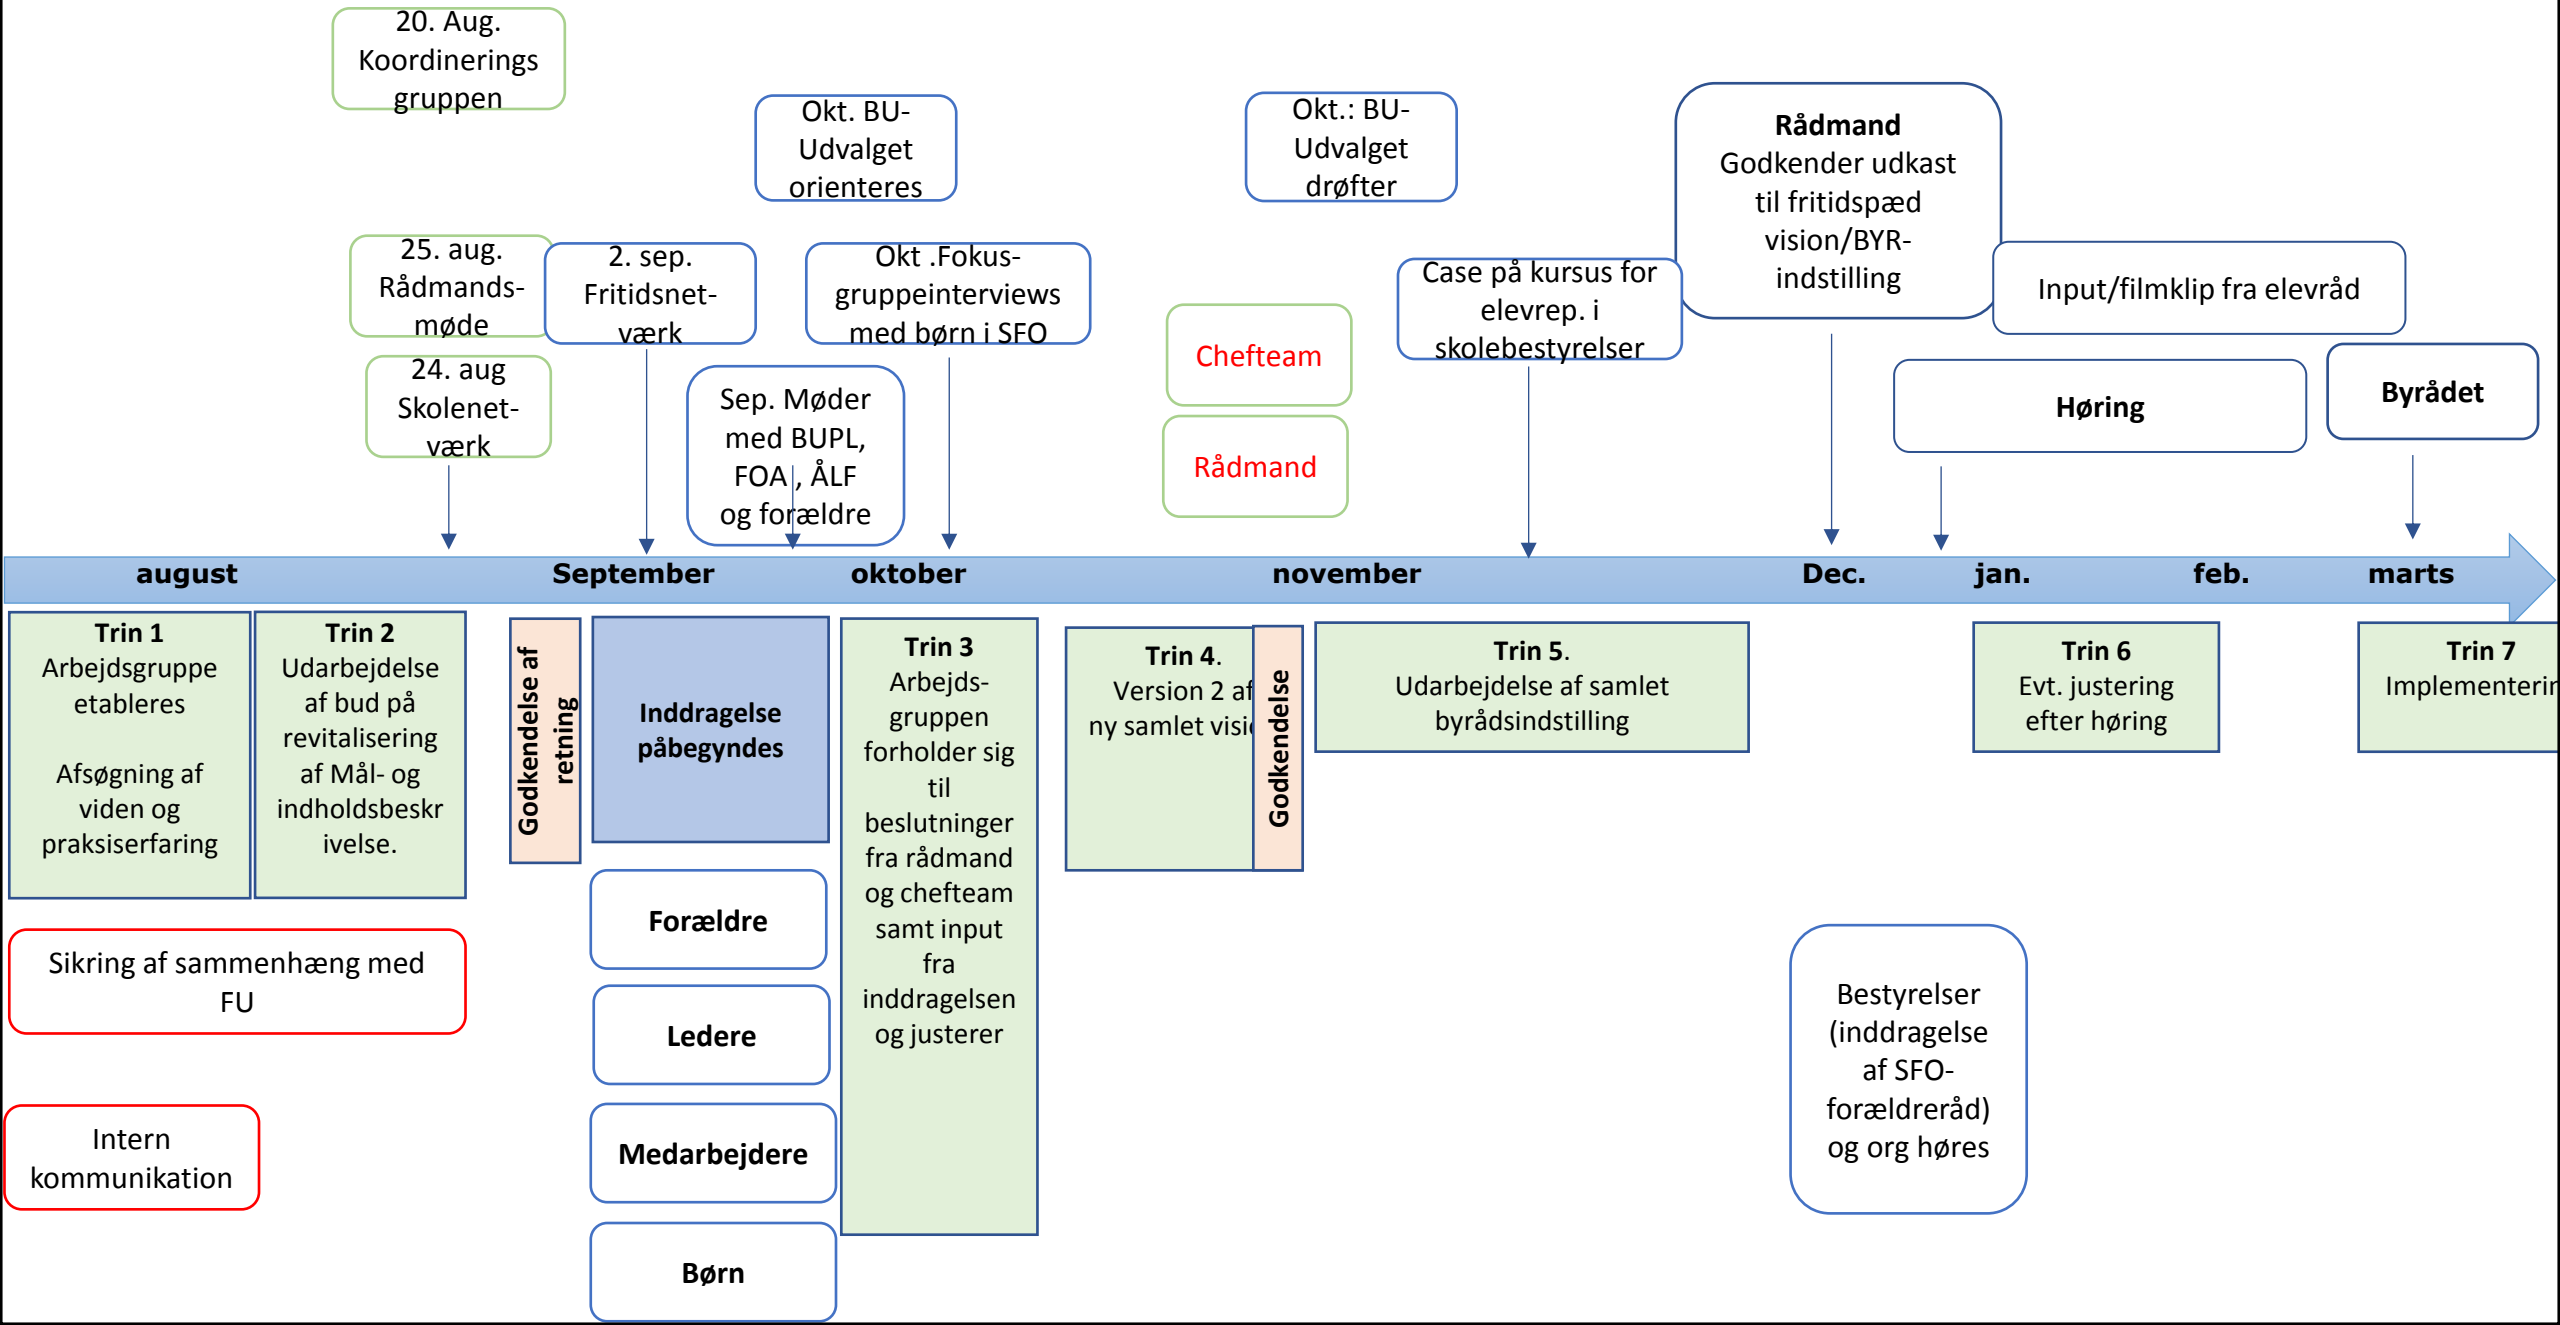 20. Aug.
Koordinerings
gruppen
Okt. BU-
Udvalget
orienteres
Okt.: BU-
Udvalget
drøfter
Rådmand
Godkender udkast
til fritidspæd
vision/BYR-
indstilling
25. aug.
Rådmands-
møde
2. sep.
Fritidsnet-
værk
Okt .Fokus-
gruppeinterviews
med børn i SFO
Case på kursus for
elevrep. i
skolebestyrelser
Input/filmklip fra elevråd
24. aug
Skolenet-
værk
Sep. Møder
med BUPL,
FOA , ÅLF
og forældre
Chefteam
Rådmand
Høring
Byrådet
august
September
oktober
november
Dec.
jan.
feb.
marts
Trin 1
Arbejdsgruppe
etableres
Afsøgning af
viden og
praksiserfaring
Trin 2
Udarbejdelse
af bud på
revitalisering
af Mål- og
indholdsbeskr
ivelse.
Godkendelse af
retning
Inddragelse
påbegyndes
Trin 3
Arbejds-
gruppen
forholder sig
til
beslutninger
fra rådmand
og chefteam
samt input
fra
inddragelsen
og justerer
Trin 4.
Version 2 af
ny samlet visi
Godkendelse
Trin 5.
Udarbejdelse af samlet
byrådsindstilling
Trin 6
Evt. justering
efter høring
Trin 7
Implementerin
Forældre
Ledere
Medarbejdere
Børn
Sikring af sammenhæng med
FU
Intern
kommunikation
Bestyrelser
(inddragelse
af SFO-
forældreråd)
og org høres